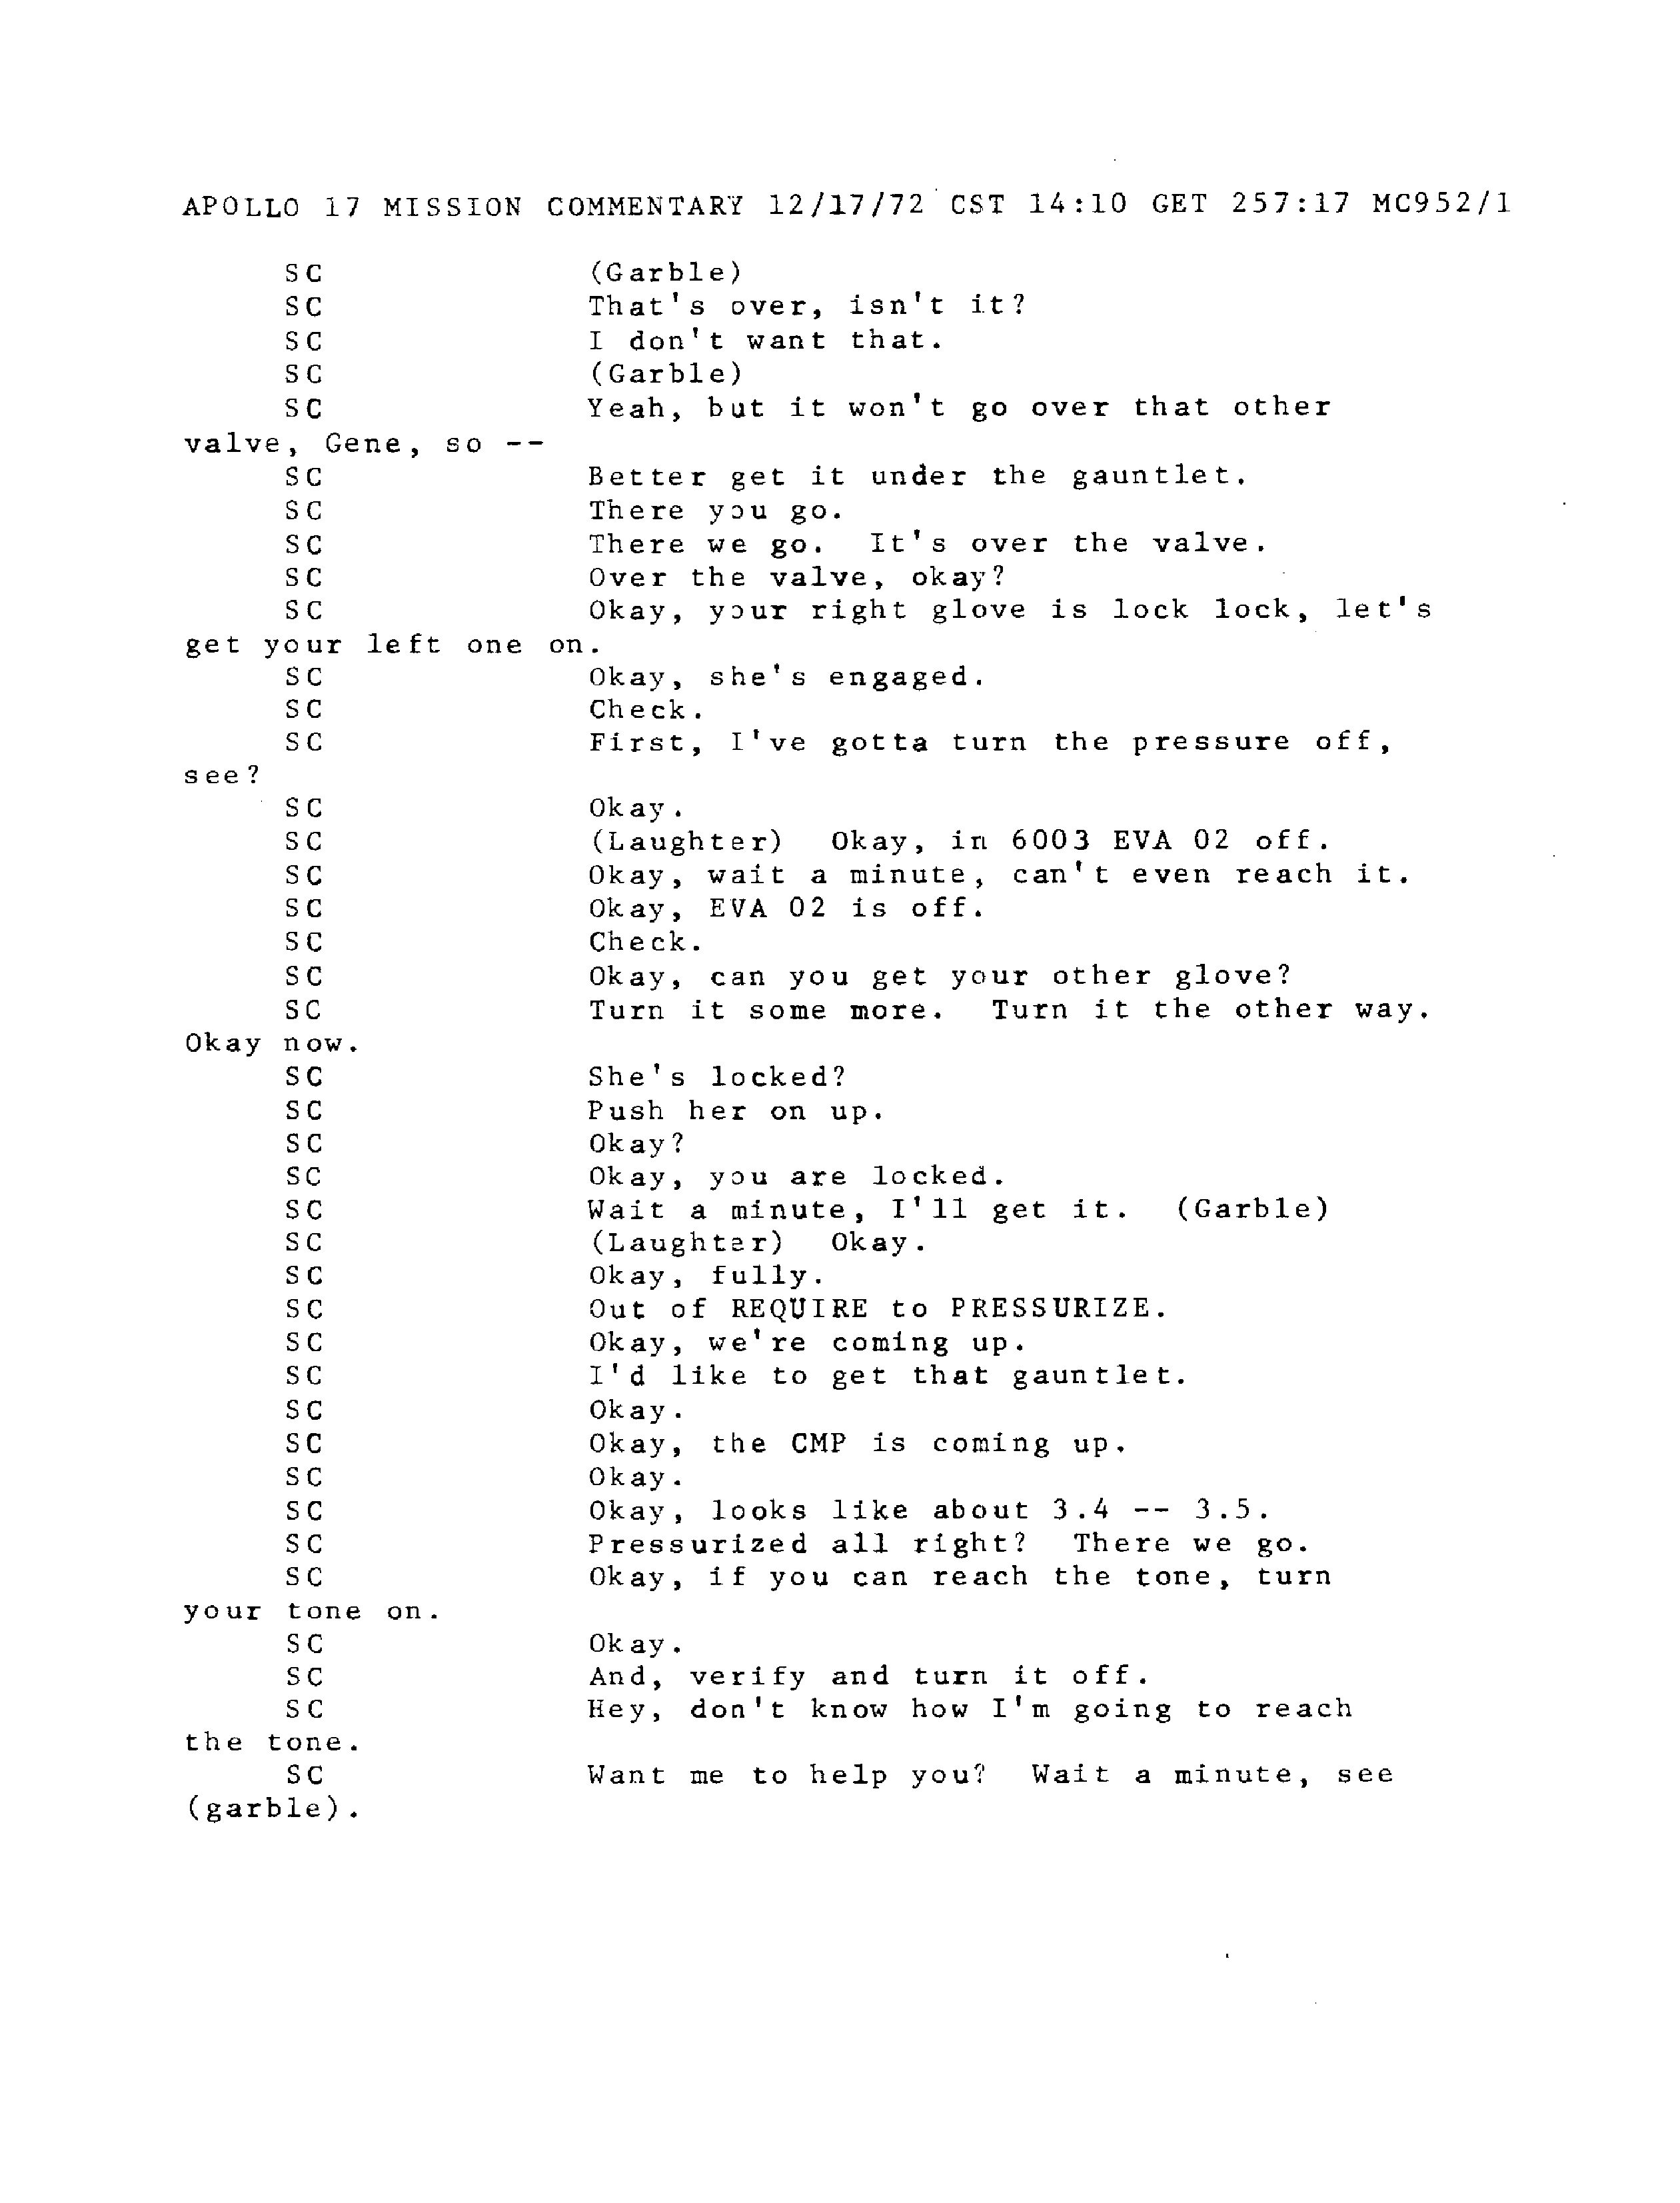 APOLLO 17 MISSION COMMENTARY 12/17/72 CST 14:10 GET 257:17 MC952/1
SC (Garble)
SC That's over, isn't it?
SC I don't want that.
SC (Garble)
SC Yeah, but it won't go over that other
valve, Gene, so --
SC Better get it under the gauntlet.
SC There you go.
SC There we go. It's over the valve.
SC Over the valve, okay?
SC Okay, your right glove is lock lock, let's
get your left one on.
SC Okay, she's engaged.
SC Check.
SC First, I've gotta turn the pressure off,
see?
SC Okay.
SC (Laughter) Okay, in 6003 EVA 02 off.
SC Okay, wait a minute, can't even reach it.
SC Okay, EVA 02 is off.
SC Check.
SC Okay, can you get your other glove?
SC Turn it some more. Turn it the other way.
Okay now.
SC She's locked?
SC Push her on up.
SC Okay?
SC Okay, you are locked.
SC Wait a minute, I'll get it. (Garble)
SC (Laughter) Okay.
SC Okay, fully.
SC Out of REQUIRE to PRESSURIZE.
SC Okay, we're coming up.
SC I'd like to get that gauntlet.
SC Okay.
SC Okay, the CMP is coming up.
SC Okay.
SC Okay, looks like about 3.4 -- 3.5.
SC Pressurized all right? There we go.
SC Okay, if you can reach the tone, turn
your tone on.
SC Okay.
SC And, verify and turn it off.
SC Hey, don't know how I'm going to reach
the tone.
SC Want me to help you? Wait a minute, see
(garble).